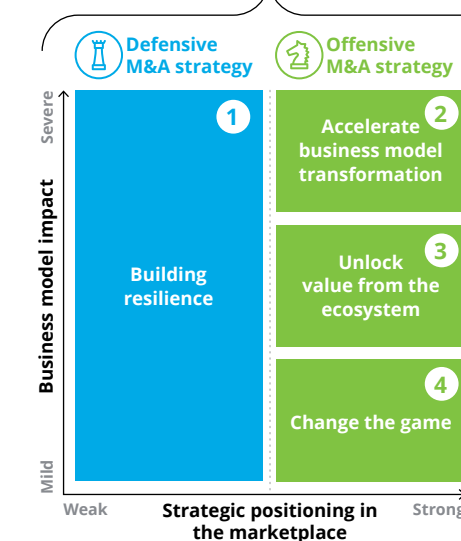 Defensive
M&A strategy
Offensive
M&A strategy
Severe
Business model impact
Mild
1
Building
resilience
2
Accelerate
business model
transformation
3
Unlock
value from the
ecosystem
4
Change the game
Weak
Strategic positioning in
the marketplace
Strong